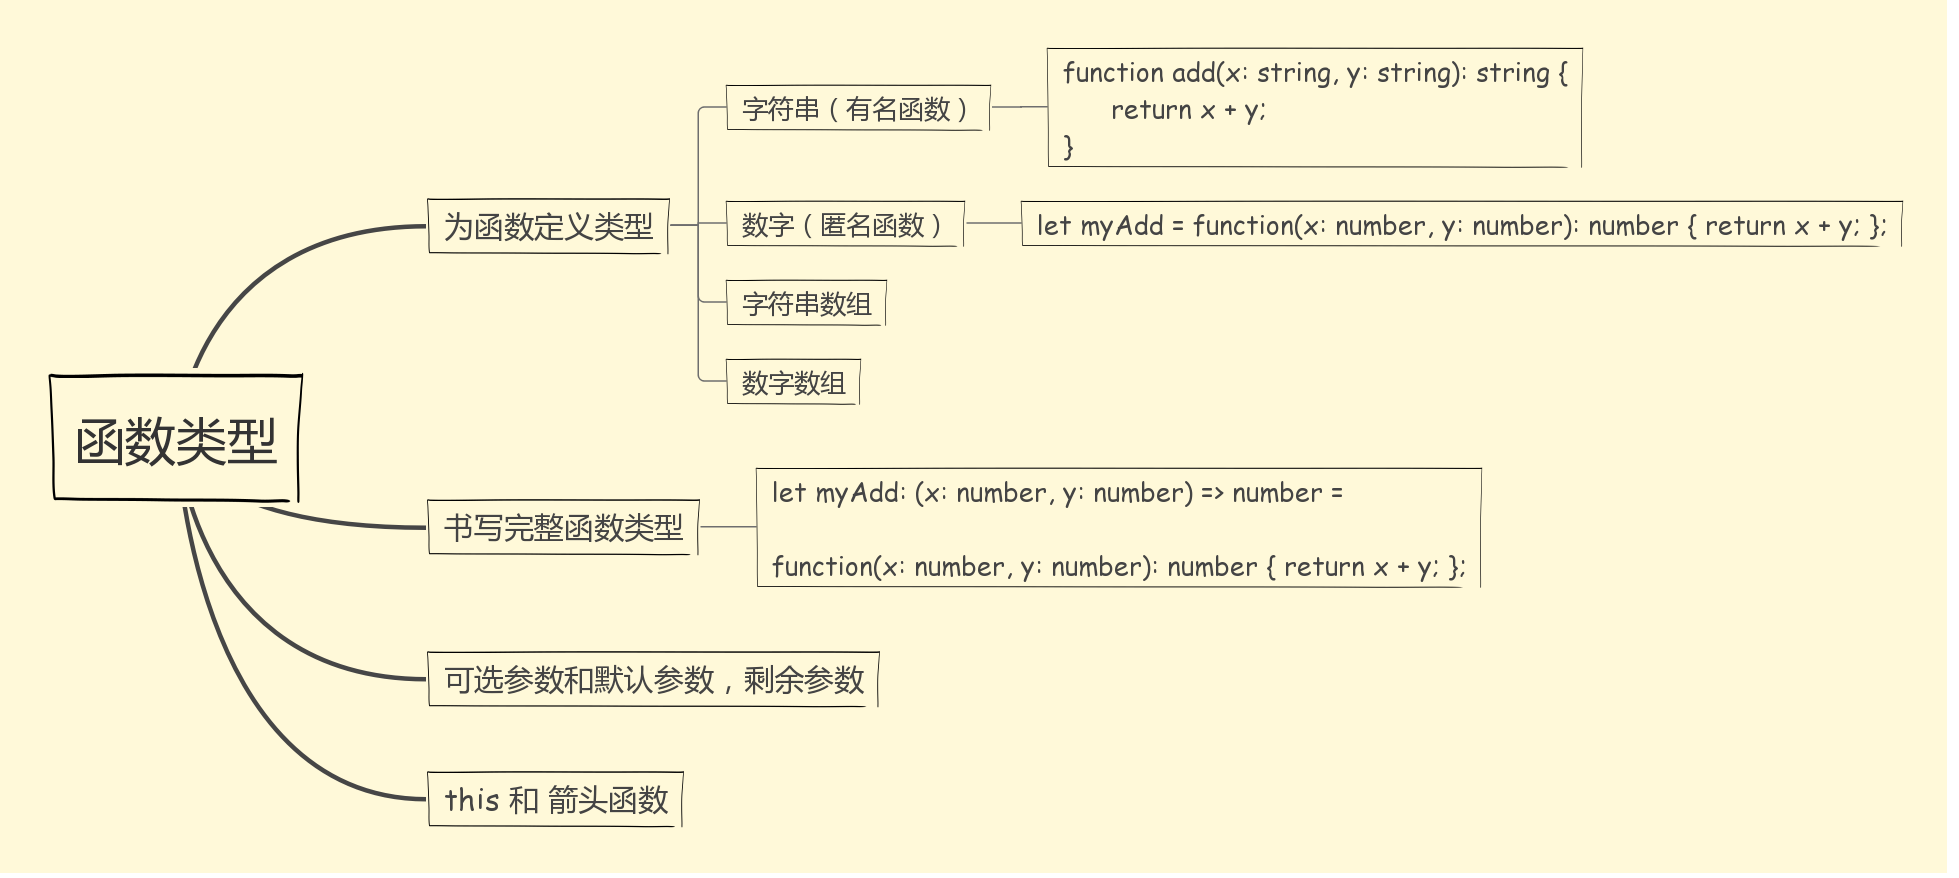 函数类型
为函数定义类型
字符串（有名函数）
function add(x: string, y: string): string {
return x + y;
}
数字（匿名函数）
let myAdd = function(x: number, y: number): number { return x + y; };
字符串数组
数字数组
书写完整函数类型
let myAdd: (x: number, y: number) => number =
function(x: number, y: number): number { return x + y; };
可选参数和默认参数，剩余参数
this 和 箭头函数